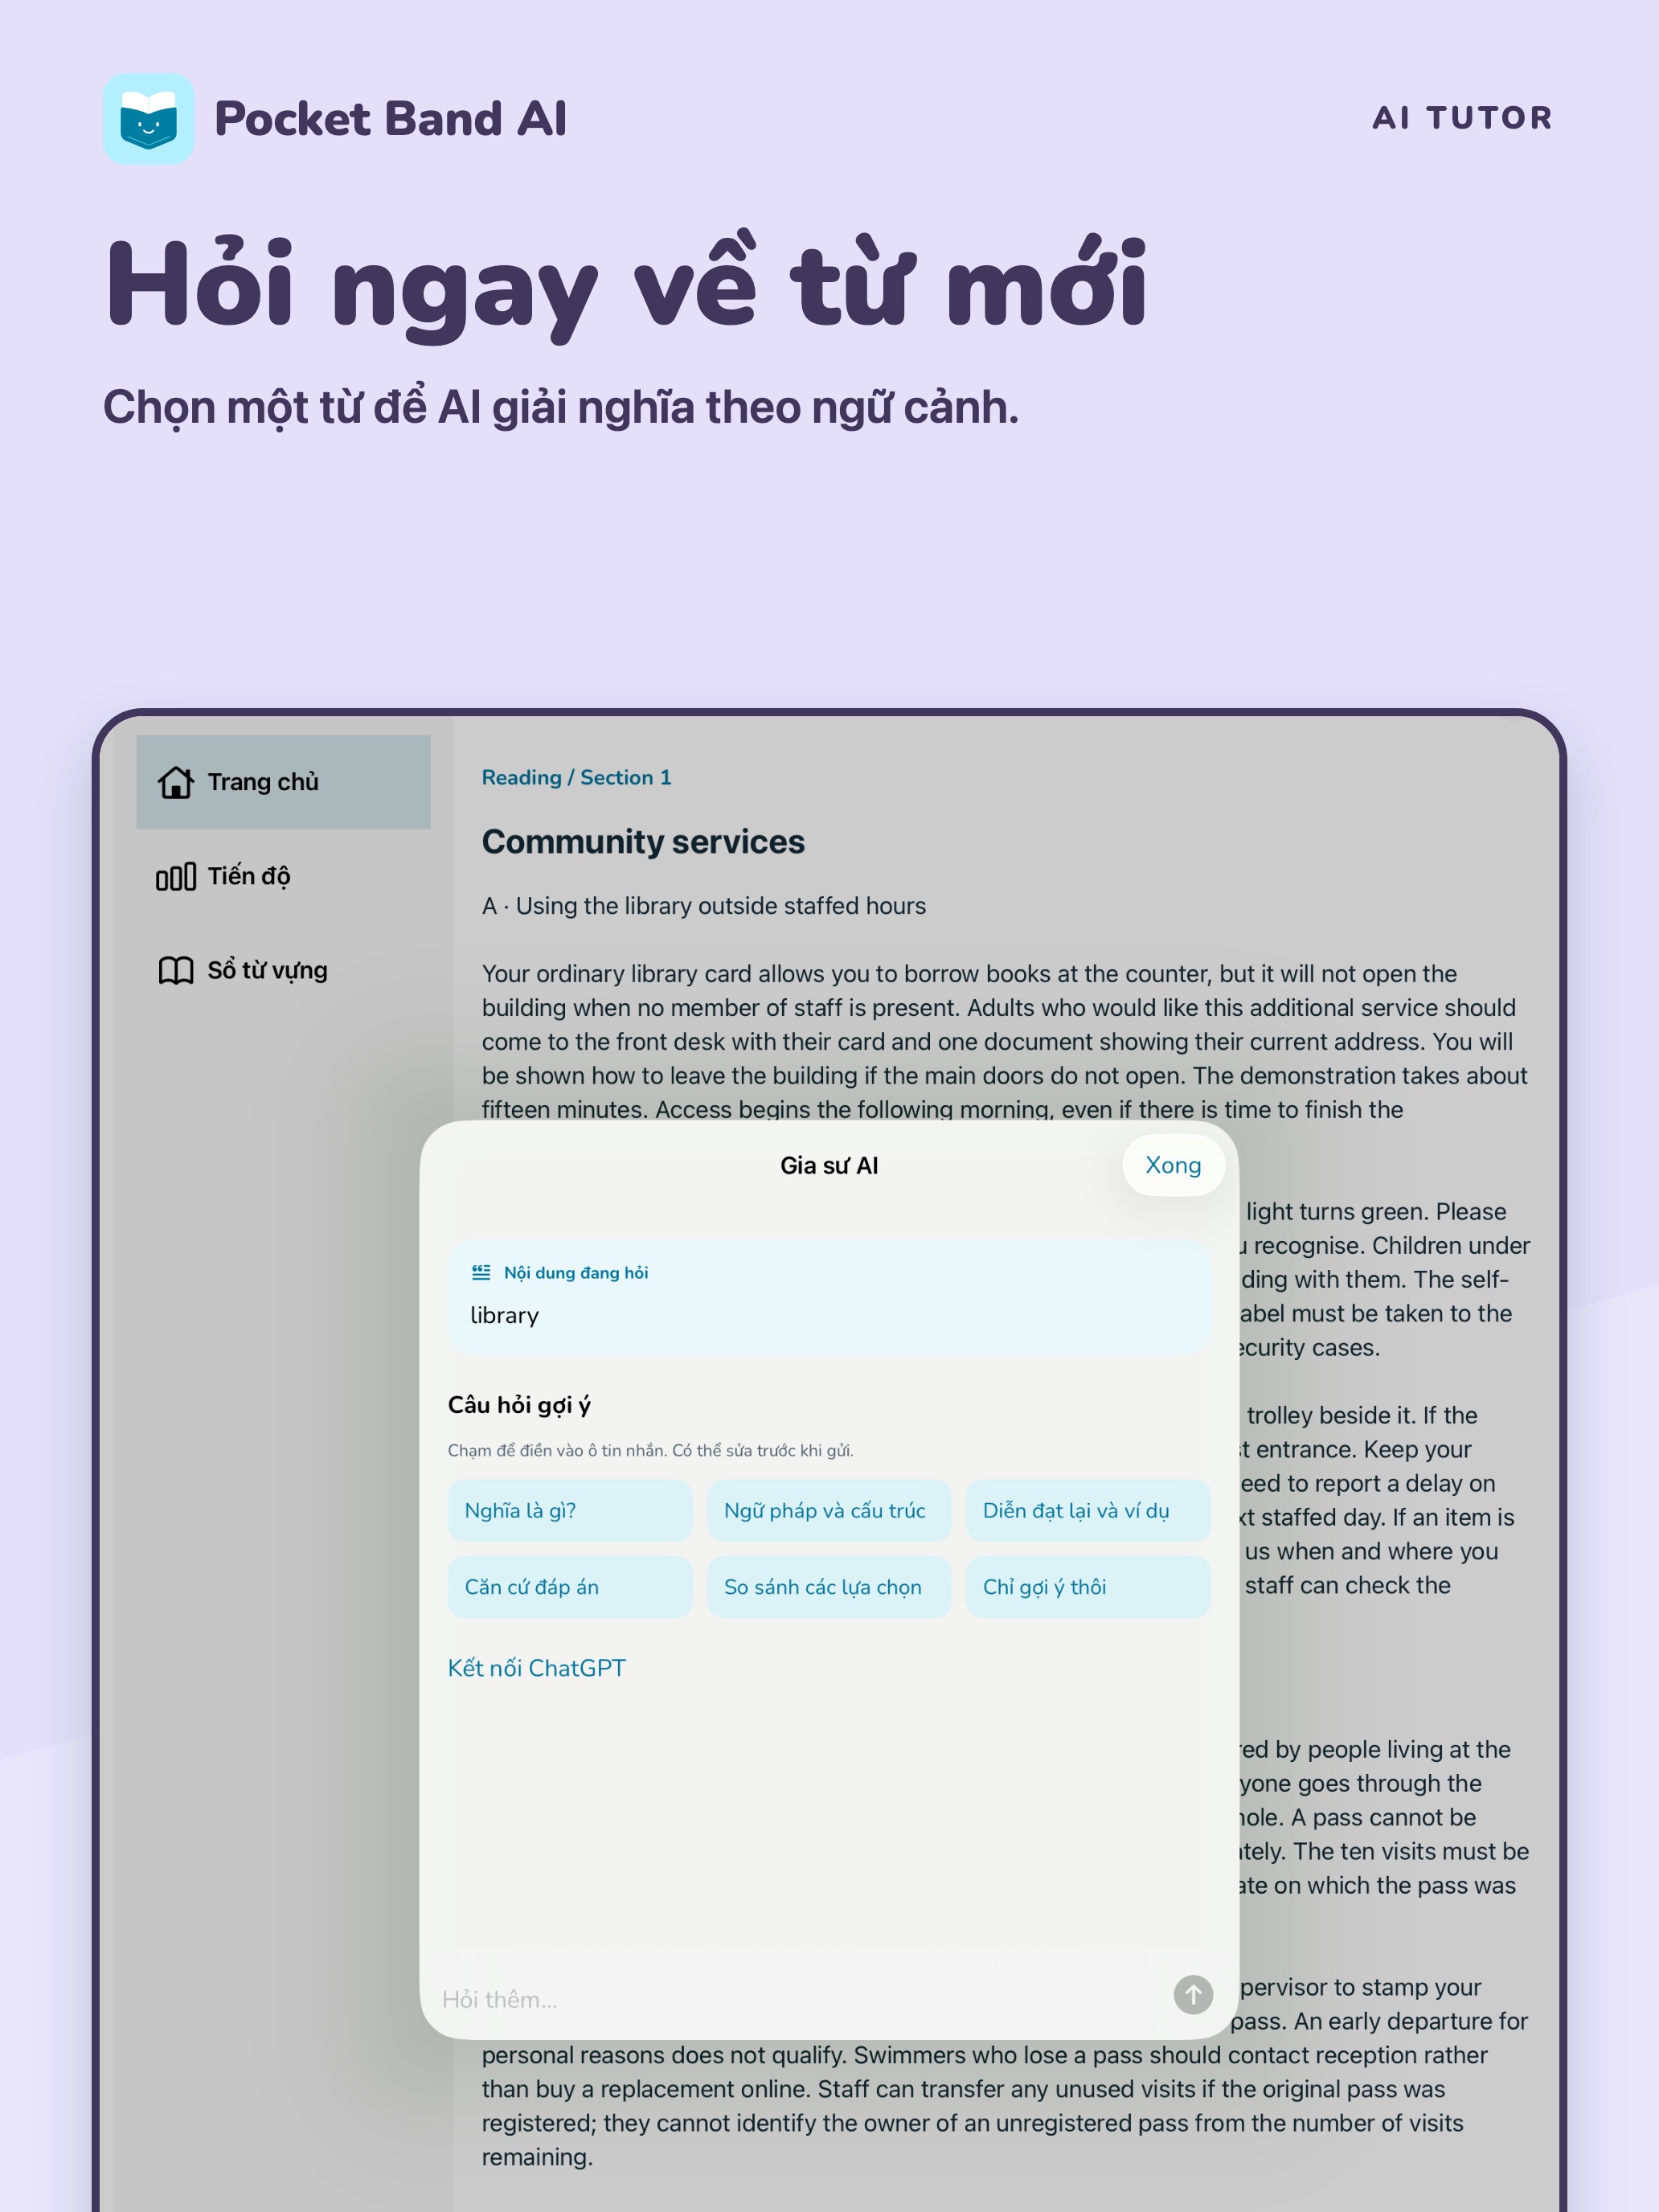 Pocket Band AI
AI TUTOR
Hỏi ngay về từ mới
Chọn một từ để AI giải nghĩa theo ngữ cảnh.
Trang chủ
Tiến độ
Sổ từ vựng
Reading / Section 1
Community services
A · Using the library outside staffed hours
Your ordinary library card allows you to borrow books at the counter, but it will not open the
building when no member of staff is present. Adults who would like this additional service should
come to the front desk with their card and one document showing their current address. You will
be shown how to leave the building if the main doors do not open. The demonstration takes about
fifteen minutes. Access begins the following morning, even if there is time to finish the
Gia sư AI
Xong
Nội dung đang hỏi
library
Câu hỏi gợi ý
Chạm để điền vào ô tin nhắn. Có thể sửa trước khi gửi.
Nghĩa là gì?
Ngữ pháp và cấu trúc
Diễn đạt lại và ví dụ
Căn cứ đáp án
So sánh các lựa chọn
Chỉ gợi ý thôi
Kết nối ChatGPT
Hỏi thêm...
light turns green. Please
recognise. Children under
with them. The self-
must be taken to the
cases.
trolley beside it. If the
entrance. Keep your
to report a delay on
staffed day. If an item is
us when and where you
staff can check the
by people living at the
goes through the
A pass cannot be
The ten visits must be
on which the pass was
to stamp your
pass. An early departure for
personal reasons does not qualify. Swimmers who lose a pass should contact reception rather
than buy a replacement online. Staff can transfer any unused visits if the original pass was
registered; they cannot identify the owner of an unregistered pass from the number of visits
remaining.